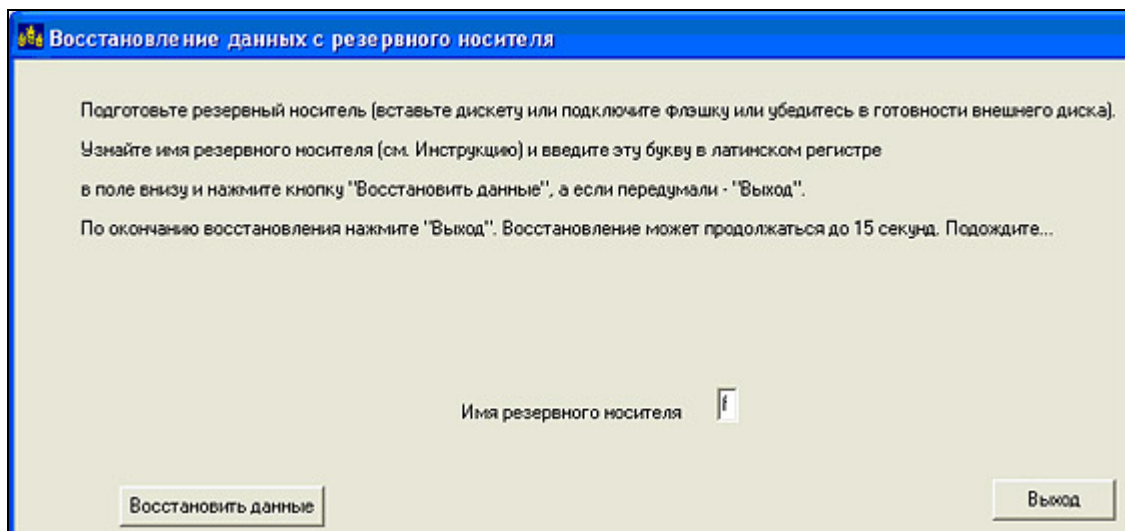 Восстановление данных с резервного носителя
Подготовьте резервный носитель (вставьте дискету или подключите флэшку или убедитесь в готовности внешнего диска).
Узнайте имя резервного носителя (см. Инструкцию) и введите эту букву в латинском регистре
в поле внизу и нажмите кнопку "Восстановить данные", а если передумали - "Выход".
По окончанию восстановления нажмите "Выход". Восстановление может продолжаться до 15 секунд. Подождите...
Имя резервного носителя f
Восстановить данные Выход